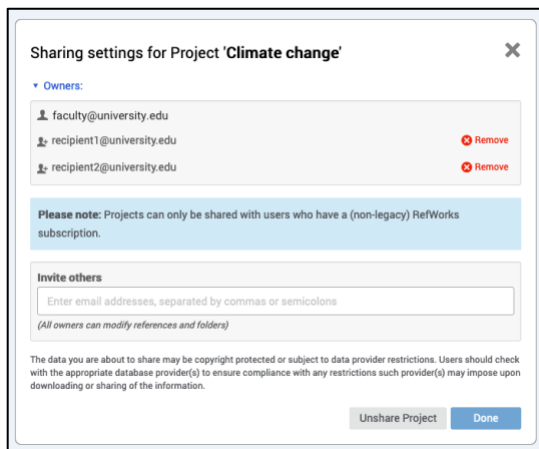 Sharing settings for Project 'Climate change'
Owners:
faculty@university.edu
recipient1@university.edu Remove
recipient2@university.edu Remove
Please note: Projects can only be shared with users who have a (non-legacy) RefWorks
subscription.
Invite others
Enter email addresses, separated by commas or semicolons
(All owners can modify references and folders)
The data you are about to share may be copyright protected or subject to data provider restrictions. Users should check
with the appropriate database provider(s) to ensure compliance with any restrictions such provider(s) may impose upon
downloading or sharing of the information.
Unshare Project Done